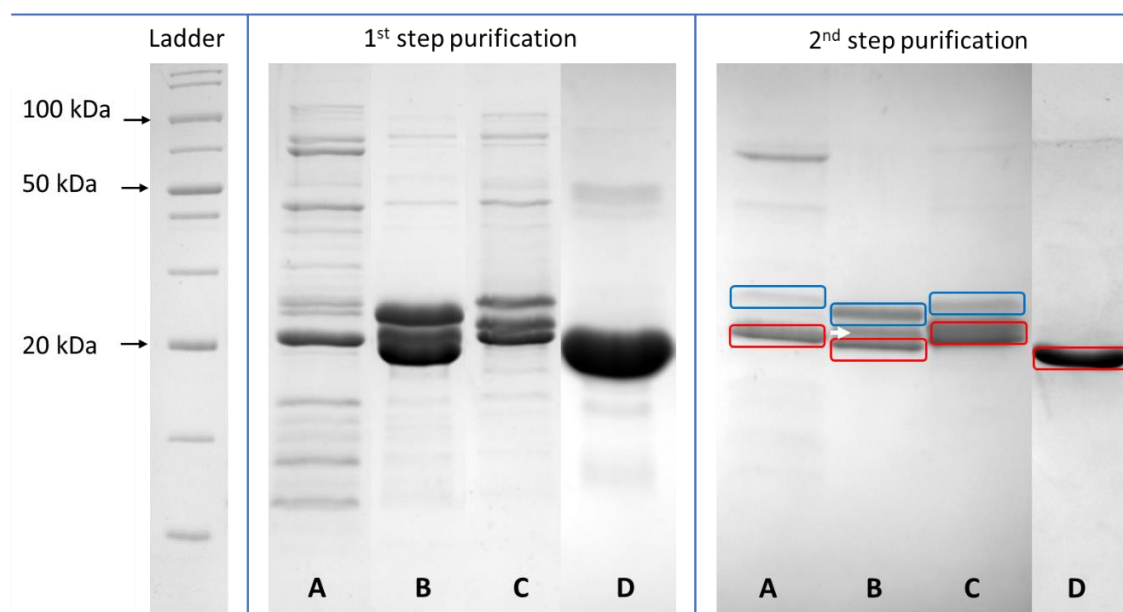 Ladder
1st step purification
2nd step purification
100 kDa
50 kDa
20 kDa
A B C D
A B C D